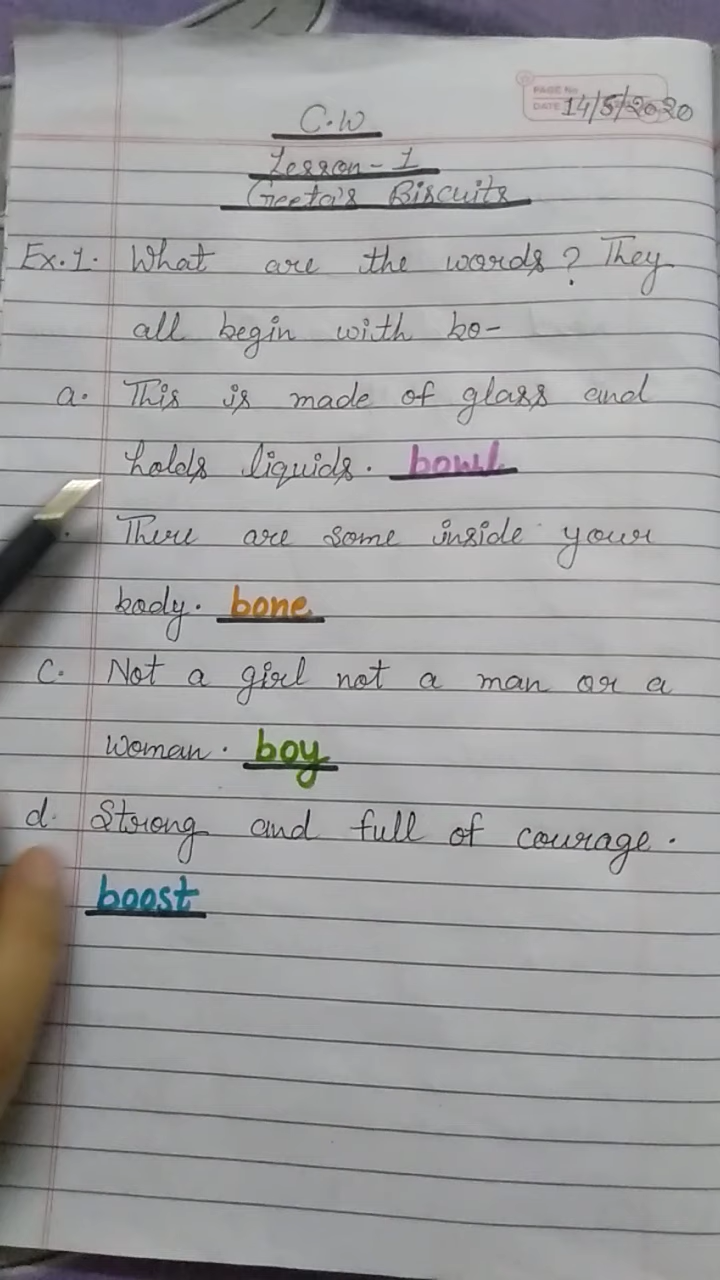 PAGE No.
DATE 14/5/2020
C.W
Lesson-1
Geeta's Biscuits
Ex.1. What are the words? They
all begin with bo-
a. This is made of glass and
holds liquids. bowl
There are some inside your
body. bone
c. Not a girl not a man or a
woman. boy
d. Strong and full of courage.
boost